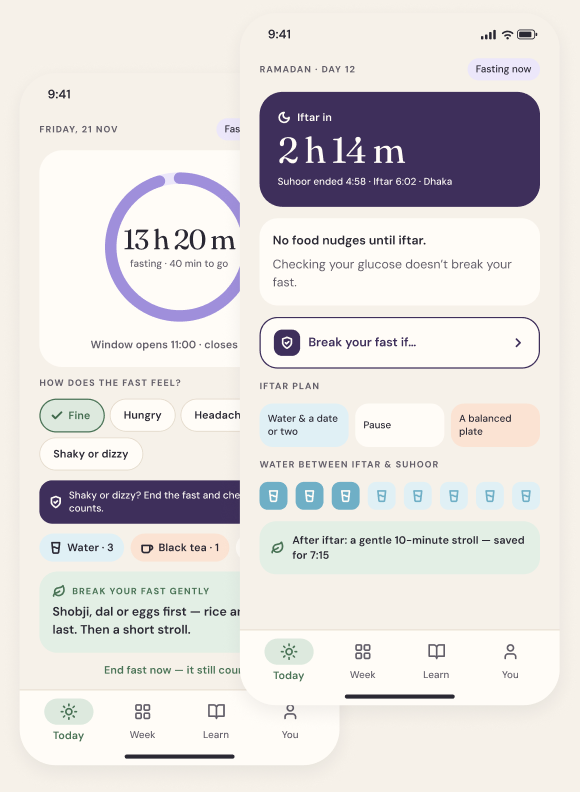 9:41
FRIDAY, 21 NOV
13 h 20 m
fasting · 40 min to go
Window opens 11:00 · closes
HOW DOES THE FAST FEEL?
Fine
Hungry
Shaky or dizzy
Shaky or dizzy? End the fast and
counts.
Water · 3
Black tea · 1
BREAK YOUR FAST GENTLY
Shobji, dal or eggs first — rice
last. Then a short stroll.
End fast now — it still
Today
Week
Learn
You
9:41
RAMADAN · DAY 12
Fasting now
Iftar in
2 h 14 m
Suhoor ended 4:58 · Iftar 6:02 · Dhaka
No food nudges until iftar.
Checking your glucose doesn’t break your
fast.
Break your fast if…
IFTAR PLAN
Water & a date
or two
Pause
A balanced
plate
WATER BETWEEN IFTAR & SUHOOR
After iftar: a gentle 10-minute stroll — saved
for 7:15
Today
Week
Learn
You